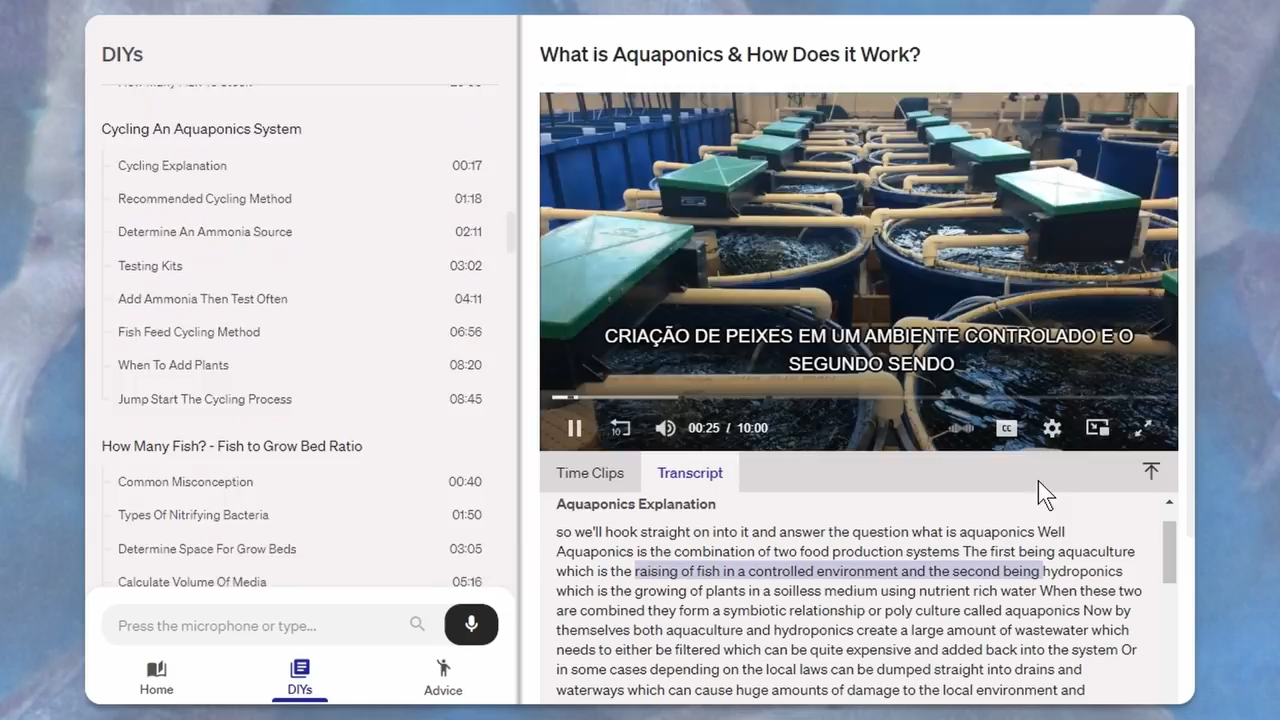 DIYs
Cycling An Aquaponics System
Cycling Explanation 00:17
Recommended Cycling Method 01:18
Determine An Ammonia Source 02:11
Testing Kits 03:02
Add Ammonia Then Test Often 04:11
Fish Feed Cycling Method 06:56
When To Add Plants 08:20
Jump Start The Cycling Process 08:45
How Many Fish? - Fish to Grow Bed Ratio
Common Misconception 00:40
Types Of Nitrifying Bacteria 01:50
Determine Space For Grow Beds 03:05
Calculate Volume Of Media 05:16
Press the microphone or type...
Home
DIYs
Advice
What is Aquaponics & How Does it Work?
CRIAÇÃO DE PEIXES EM UM AMBIENTE CONTROLADO E O
SEGUNDO SENDO
10
00:25 / 10:00
CC
Time Clips
Transcript
Aquaponics Explanation
so we'll hook straight on into it and answer the question what is aquaponics Well
Aquaponics is the combination of two food production systems The first being aquaculture
which is the raising of fish in a controlled environment and the second being hydroponics
which is the growing of plants in a soilless medium using nutrient rich water When these two
are combined they form a symbiotic relationship or poly culture called aquaponics Now by
themselves both aquaculture and hydroponics create a large amount of wastewater which
needs to either be filtered which can be quite expensive and added back into the system Or
in some cases depending on the local laws can be dumped straight into drains and
waterways which can cause huge amounts of damage to the local environment and